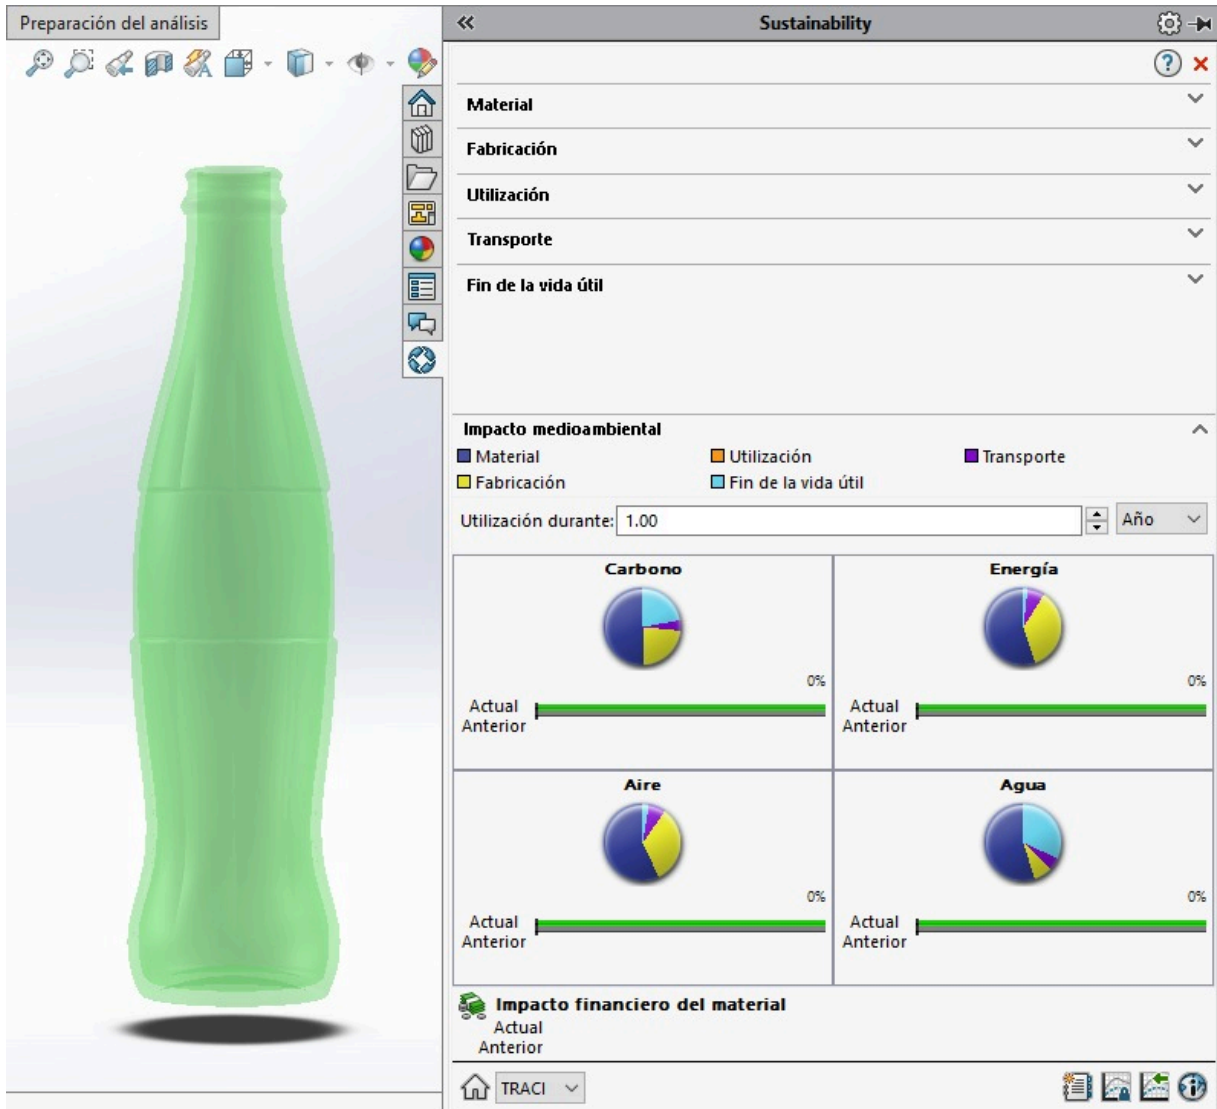 Preparación del análisis
Sustainability
Material
Fabricación
Utilización
Transporte
Fin de la vida útil
Impacto medioambiental
Material Utilización Transporte
Fabricación Fin de la vida útil
Utilización durante: 1.00 Año
Carbono Energía
0% 0%
Actual Actual
Anterior Anterior
Aire Agua
0% 0%
Actual Actual
Anterior Anterior
Impacto financiero del material
Actual
Anterior
TRACI